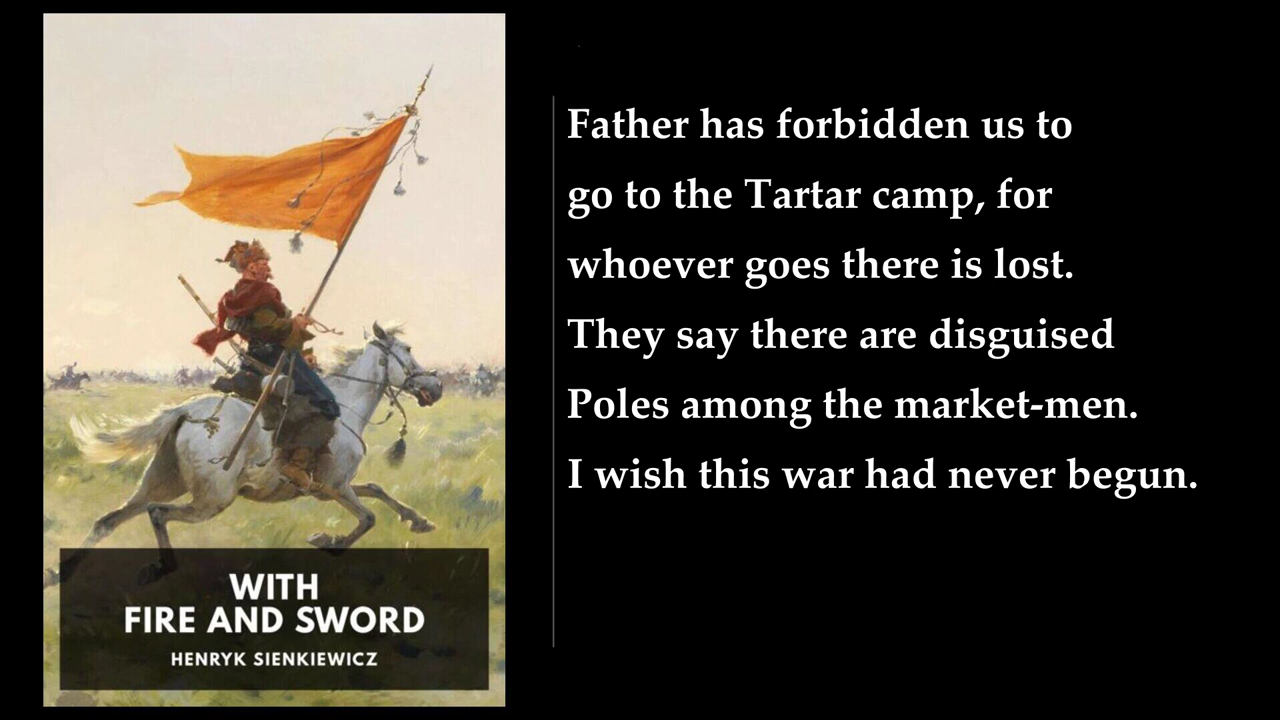 WITH
FIRE AND SWORD
HENRYK SIENKIEWICZ
Father has forbidden us to
go to the Tartar camp, for
whoever goes there is lost.
They say there are disguised
Poles among the market-men.
I wish this war had never begun.